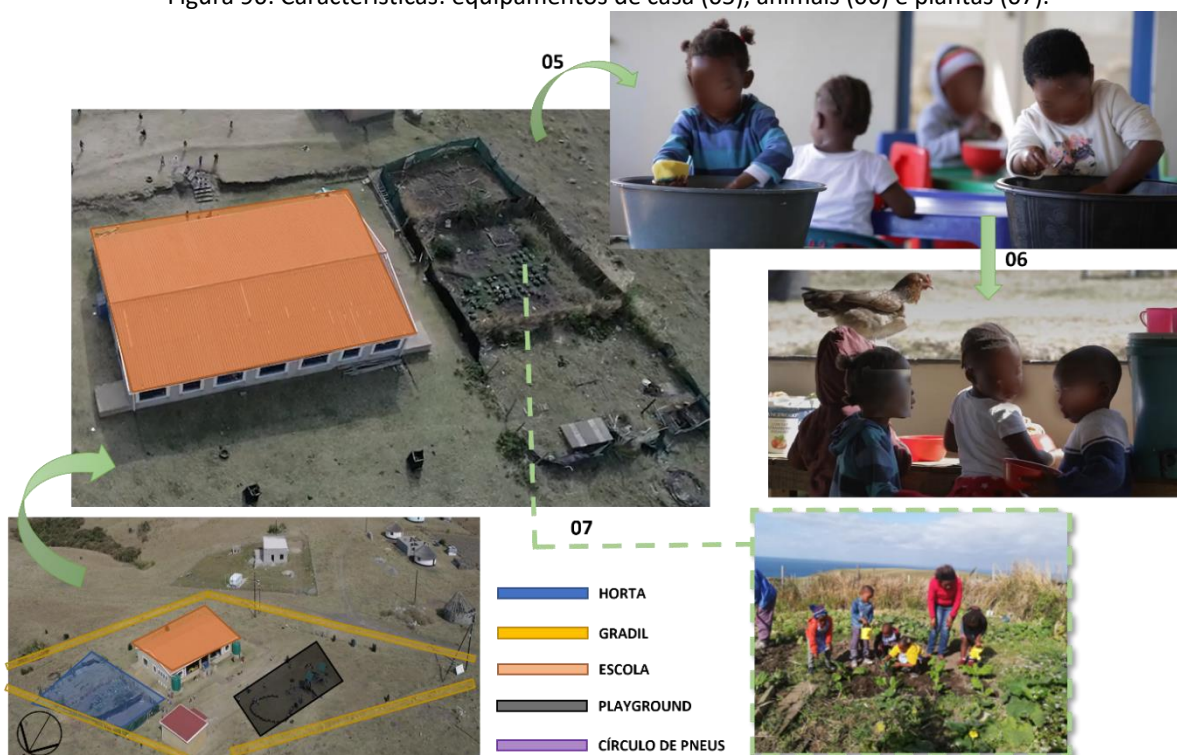 Figura 90: Características: equipamentos de casa (05), animais (06) e plantas (07).
05
06
07
HORTA
GRADIL
ESCOLA
PLAYGROUND
CÍRCULO DE PNEUS